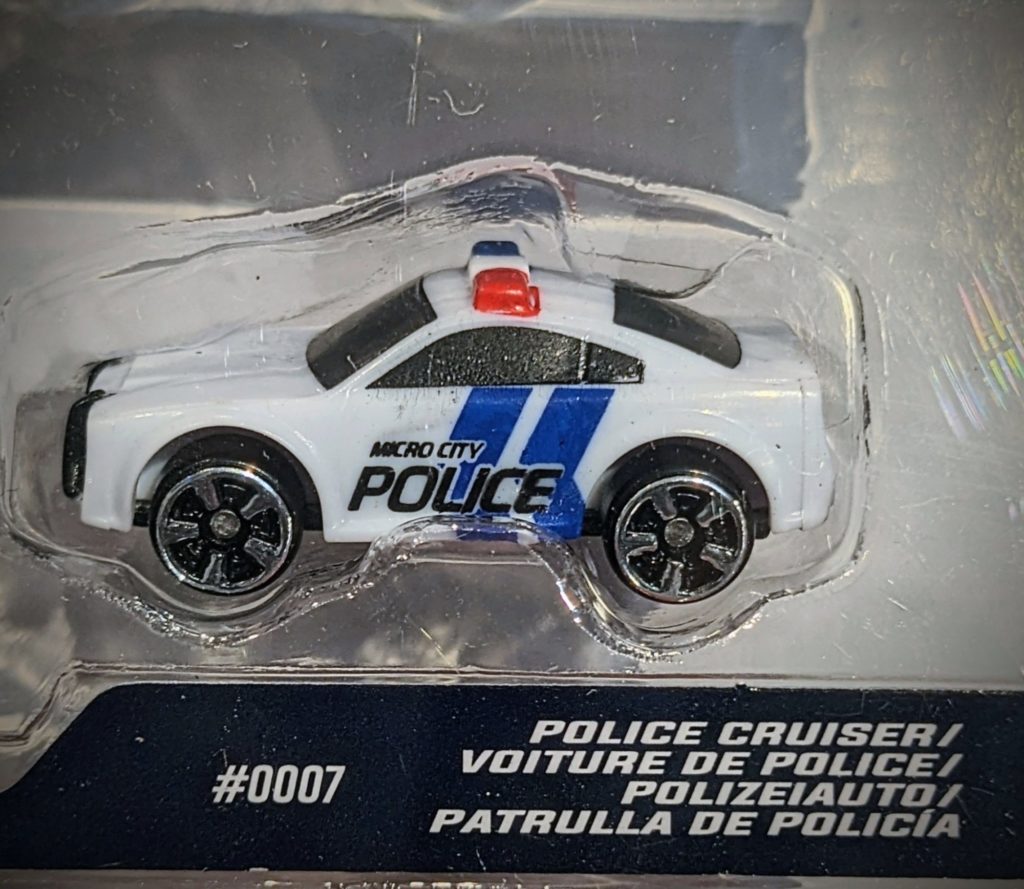 MICRO CITY
POLICE
#0007
POLICE CRUISER/
VOITURE DE POLICE/
POLIZEIAUTO/
PATRULLA DE POLICÍA